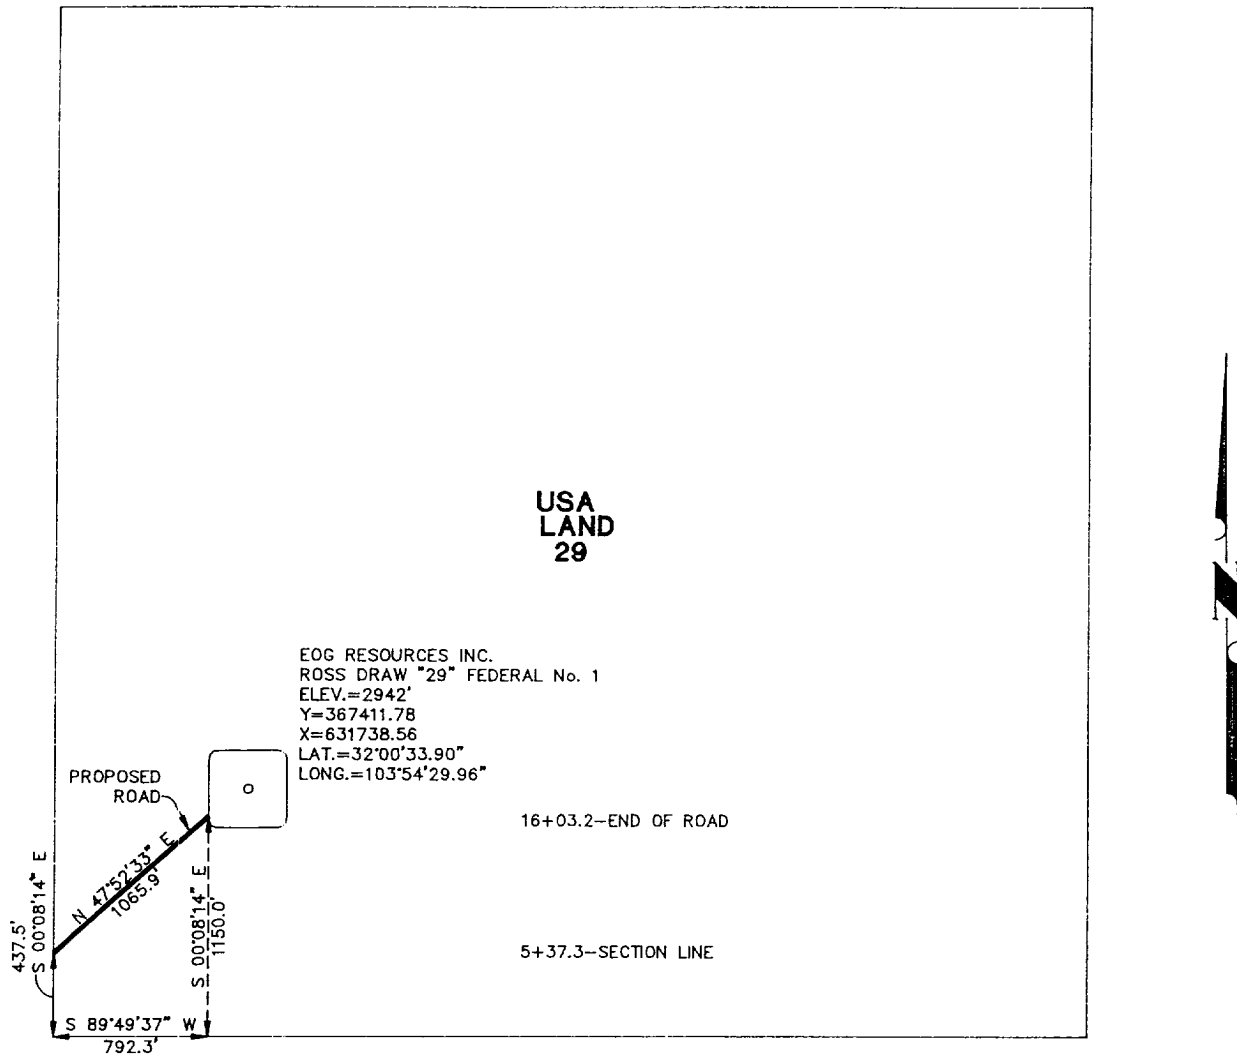 USA
LAND
29
EOG RESOURCES INC.
ROSS DRAW "29" FEDERAL No. 1
ELEV.=2942'
Y=367411.78
X=631738.56
LAT.=32°00'33.90"
LONG.=103°54'29.96"
PROPOSED
ROAD
16+03.2-END OF ROAD
N 47°52'33" E
1065.9'
S 00°08'14" E
1150.0'
437.5'
S 00°08'14" E
5+37.3-SECTION LINE
S 89°49'37" W
792.3'
N